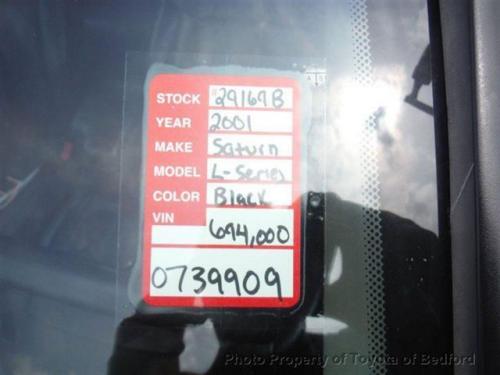 STOCK 29169B
YEAR 2001
MAKE Saturn
MODEL L-Series
COLOR Black
VIN
694,000
0739909
Photo Property of Toyota of Bedford